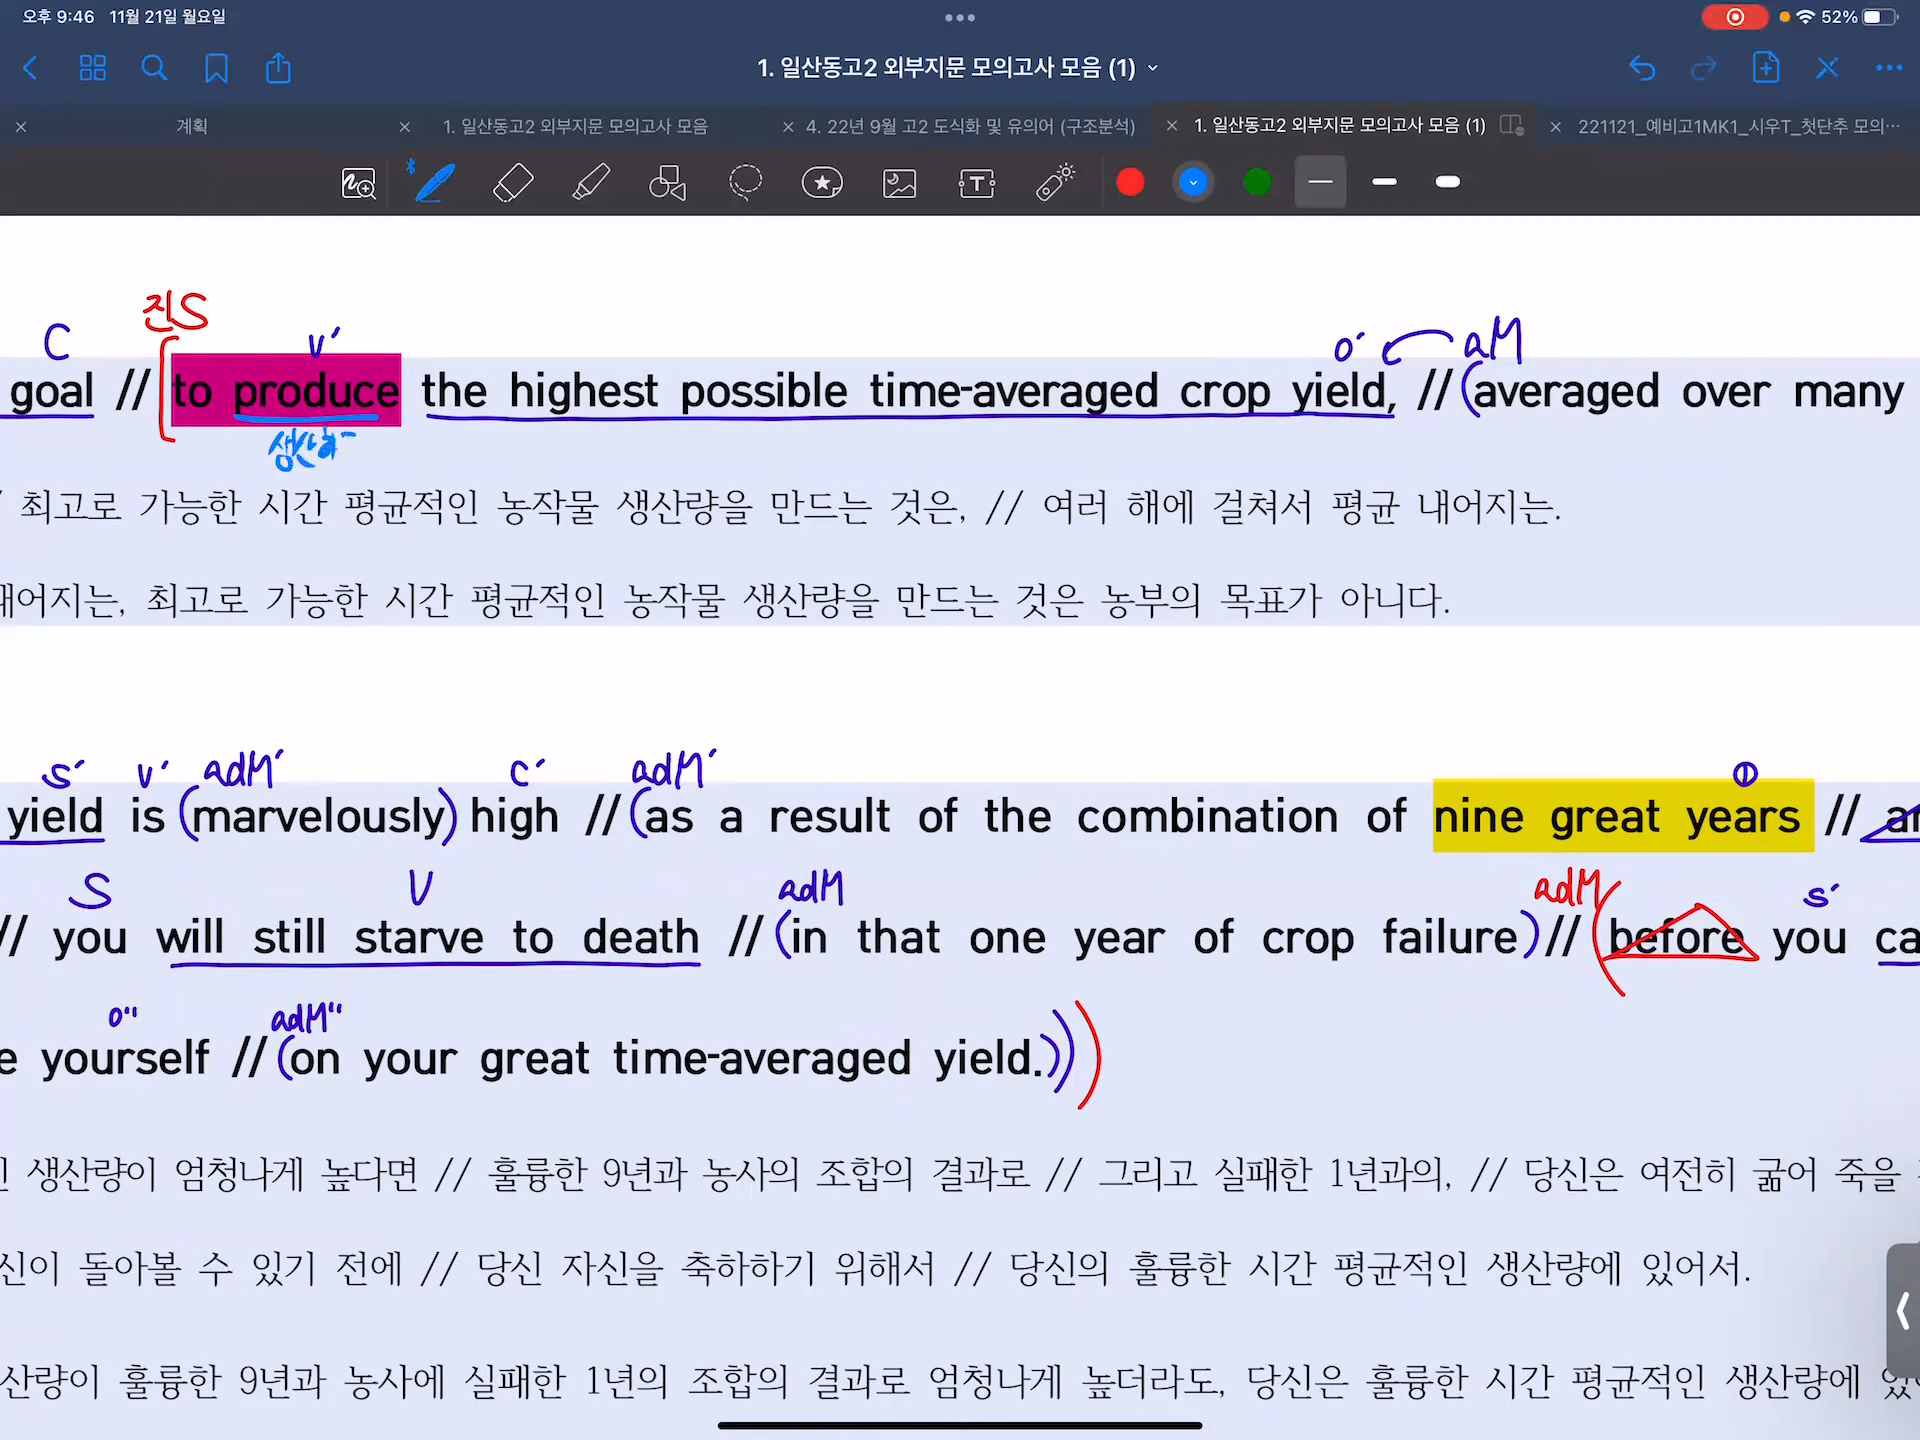 오후 9:46 11월 21일 월요일
52%
1. 일산동고2 외부지문 모의고사 모음 (1)
계획
1. 일산동고2 외부지문 모의고사 모음
4. 22년 9월 고2 도식화 및 유의어 (구조분석)
1. 일산동고2 외부지문 모의고사 모음 (1)
221121_예비고1MK1_시우T_첫단추 모의…
진S
C v′ o′ aM
goal // [to produce the highest possible time-averaged crop yield, // (averaged over many
최고로 가능한 시간 평균적인 농작물 생산량을 만드는 것은, // 여러 해에 걸쳐서 평균 내어지는.
내어지는, 최고로 가능한 시간 평균적인 농작물 생산량을 만드는 것은 농부의 목표가 아니다.
s′ v′ adM′ c′ adM′ ①
yield is (marvelously) high // (as a result of the combination of nine great years //
S V adM adM s′
// you will still starve to death // (in that one year of crop failure) // (before you ca
o″ adM″
e yourself // (on your great time-averaged yield.)))
생산량이 엄청나게 높다면 // 훌륭한 9년과 농사의 조합의 결과로 // 그리고 실패한 1년과의, // 당신은 여전히 굶어 죽을
신이 돌아볼 수 있기 전에 // 당신 자신을 축하하기 위해서 // 당신의 훌륭한 시간 평균적인 생산량에 있어서.
산량이 훌륭한 9년과 농사에 실패한 1년의 조합의 결과로 엄청나게 높더라도, 당신은 훌륭한 시간 평균적인 생산량에